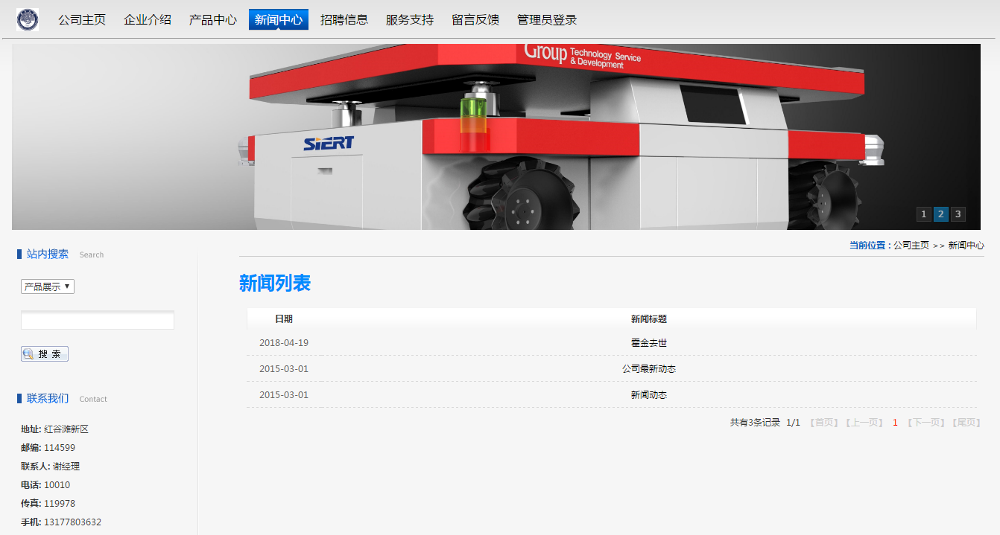 公司主页 企业介绍 产品中心 新闻中心 招聘信息 服务支持 留言反馈 管理员登录
Group Technology Service
& Development
SIERT
1 2 3
当前位置：公司主页 >> 新闻中心
站内搜索 Search
产品展示 ▼
搜 索
联系我们 Contact
地址: 红谷滩新区
邮编: 114599
联系人: 谢经理
电话: 10010
传真: 119978
手机: 13177803632
新闻列表
日期 新闻标题
2018-04-19 霍金去世
2015-03-01 公司最新动态
2015-03-01 新闻动态
共有3条记录 1/1 【首页】【上一页】 1 【下一页】【尾页】